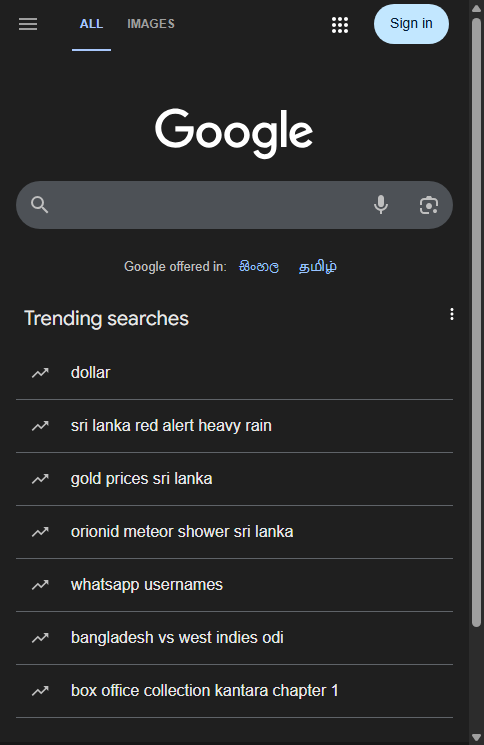 ALL IMAGES Sign in
Google
Google offered in: සිංහල தமிழ்
Trending searches
dollar
sri lanka red alert heavy rain
gold prices sri lanka
orionid meteor shower sri lanka
whatsapp usernames
bangladesh vs west indies odi
box office collection kantara chapter 1